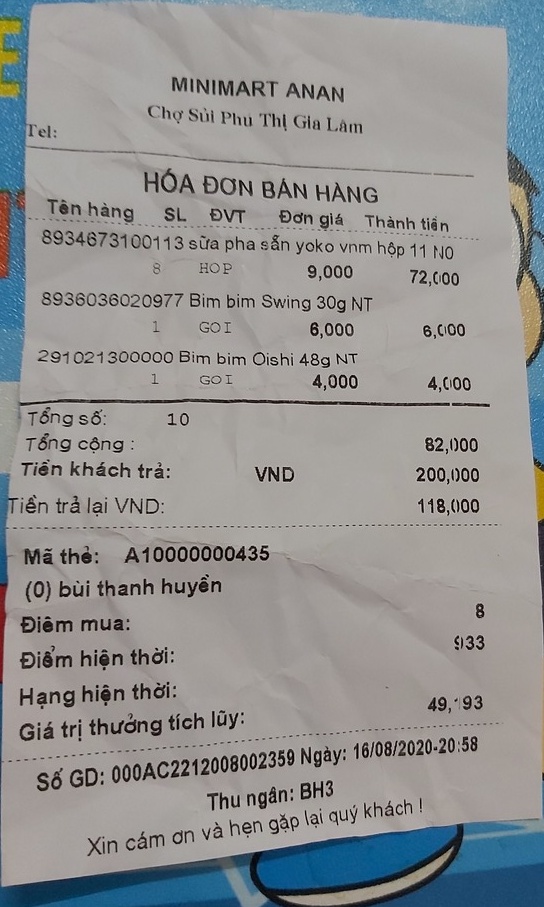 MINIMART ANAN
Chợ Sủi Phu Thị Gia Lâm
Tel:
HÓA ĐƠN BÁN HÀNG
Tên hàng SL ĐVT Đơn giá Thành tiền
8934673100113 sữa pha sẵn yoko vnm hộp 11 N0
8 HOP 9,000 72,000
8936036020977 Bim bim Swing 30g NT
1 GOI 6,000 6,000
291021300000 Bim bim Oishi 48g NT
1 GOI 4,000 4,000
Tổng số: 10
Tổng cộng : 82,000
Tiền khách trả: VND 200,000
Tiền trả lại VND: 118,000
Mã thẻ: A10000000435
(0) bùi thanh huyền
Điêm mua: 8
Điểm hiện thời: 933
Hạng hiện thời:
Giá trị thưởng tích lũy: 49,193
Số GD: 000AC2212008002359 Ngày: 16/08/2020-20:58
Thu ngân: BH3
Xin cám ơn và hẹn gặp lại quý khách !